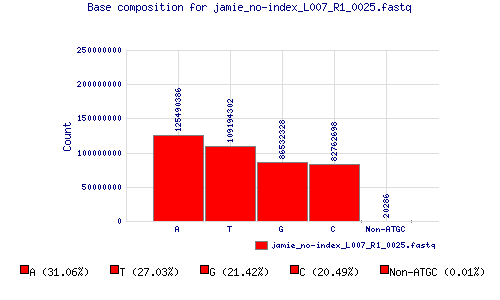 Base composition for jamie_no-index_L007_R1_0025.fastq
250000000
200000000
150000000
100000000
50000000
0
Count
125490386
109194302
86532328
82762698
20286
A T G C Non-ATGC
jamie_no-index_L007_R1_0025.fastq
A (31.06%) T (27.03%) G (21.42%) C (20.49%) Non-ATGC (0.01%)